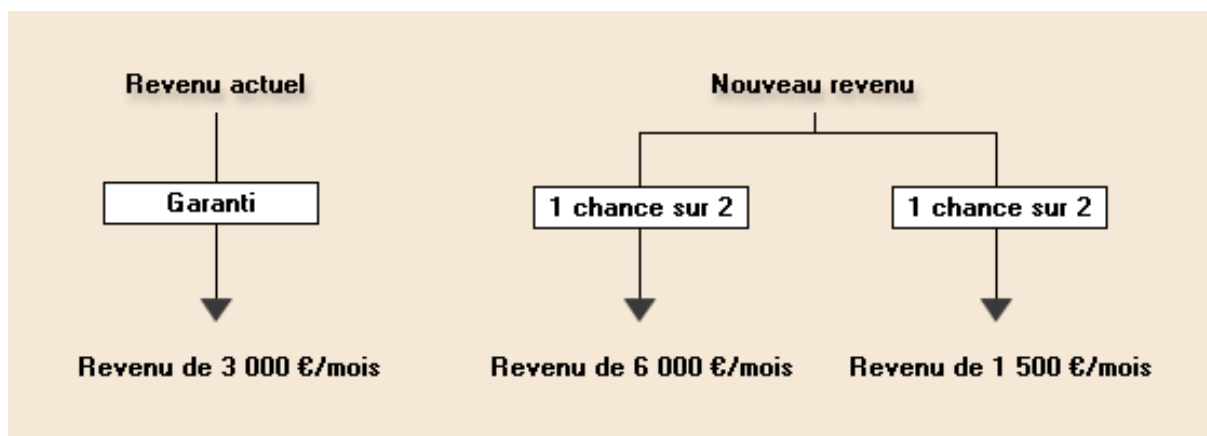 Revenu actuel
Nouveau revenu
Garanti
1 chance sur 2
1 chance sur 2
Revenu de 3 000 €/mois
Revenu de 6 000 €/mois
Revenu de 1 500 €/mois